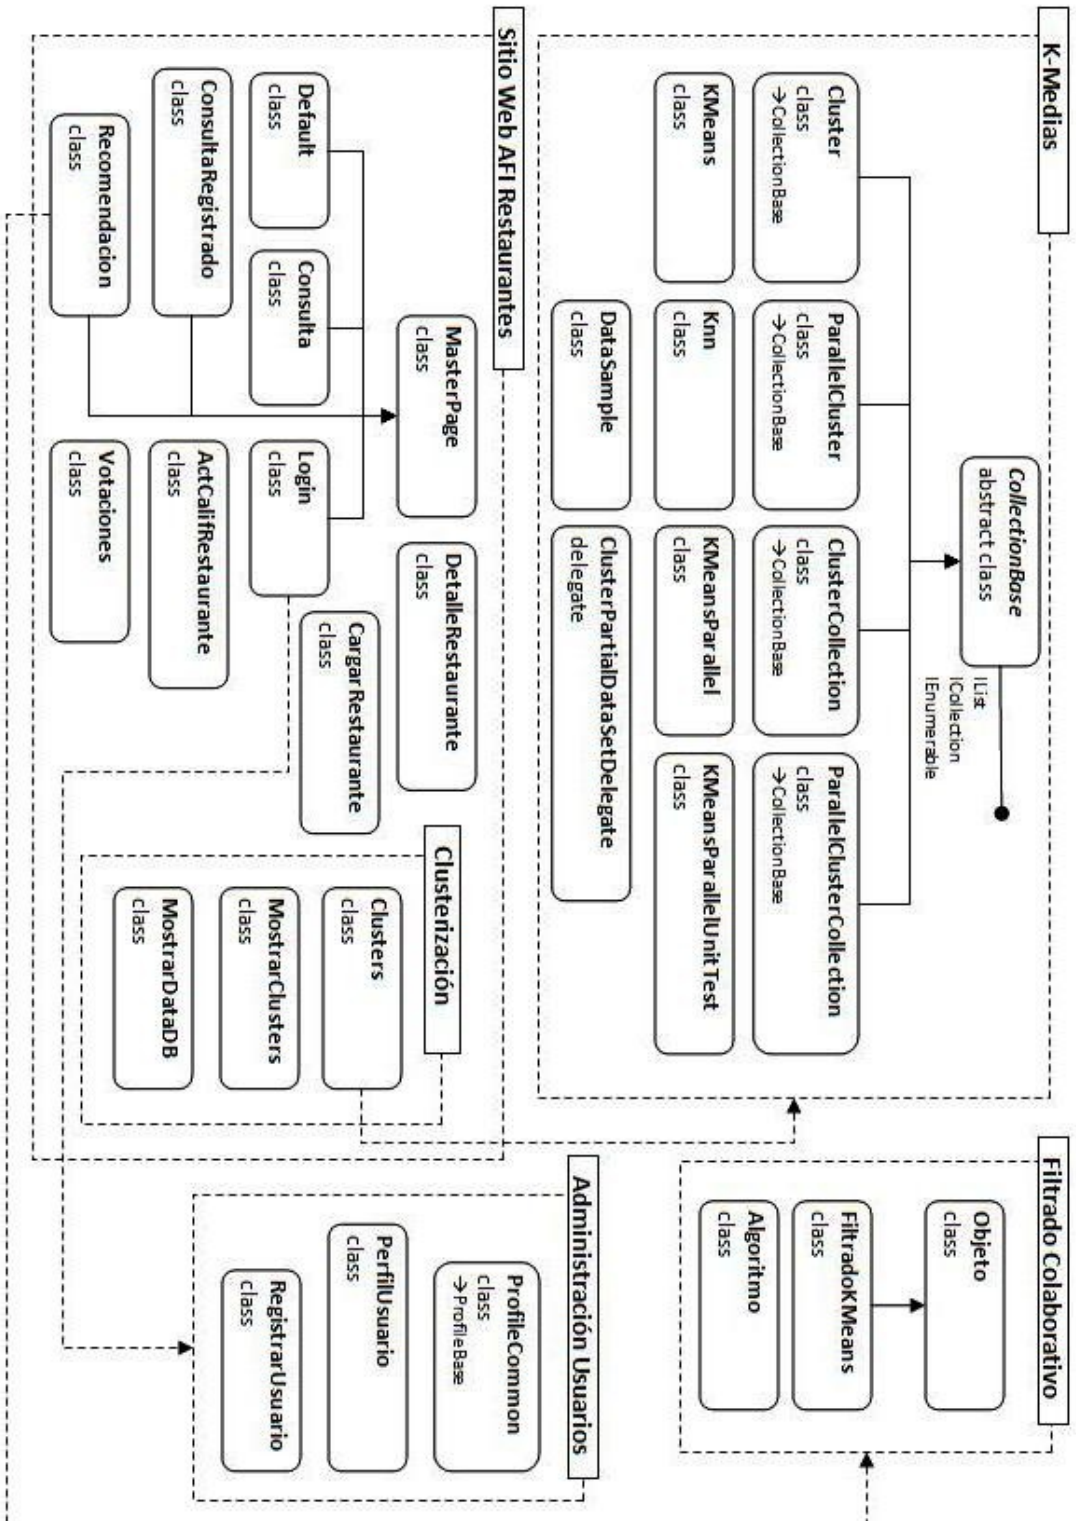 K-Medias
CollectionBase
abstract class
IList
ICollection
IEnumerable
Cluster
class
→CollectionBase
ParallelCluster
class
→CollectionBase
ClusterCollection
class
→CollectionBase
ParallelClusterCollection
class
→CollectionBase
KMeans
class
Knn
class
KMeansParallel
class
KMeansParallelUnitTest
class
DataSample
class
ClusterPartialDataSetDelegate
delegate
Filtrado Colaborativo
Objeto
class
FiltradoKMeans
class
Algoritmo
class
Sitio Web AFI Restaurantes
MasterPage
class
DetalleRestaurante
class
Default
class
Consulta
class
Login
class
CargarRestaurante
class
ConsultaRegistrado
class
ActCalifRestaurante
class
Recomendacion
class
Votaciones
class
Clusterización
Clusters
class
MostrarClusters
class
MostrarDataDB
class
Administración Usuarios
ProfileCommon
class
→ProfileBase
PerfilUsuario
class
RegistrarUsuario
class